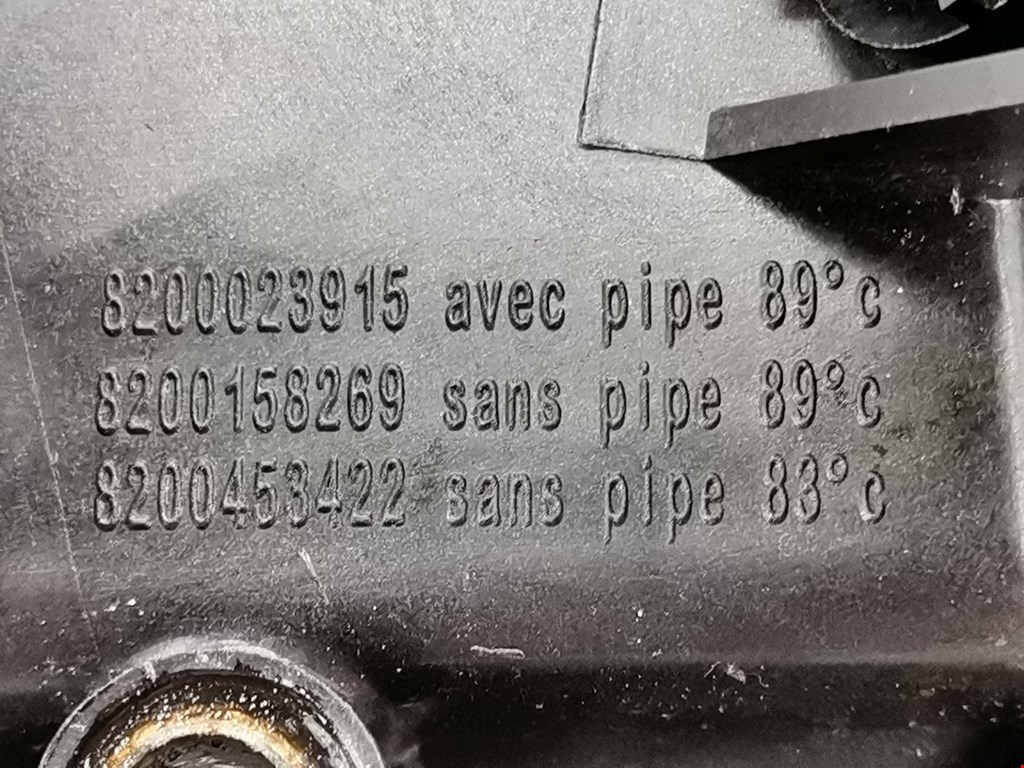 8200023915 avec pipe 89°c
8200158269 sans pipe 89°c
8200453422 sans pipe 83°c